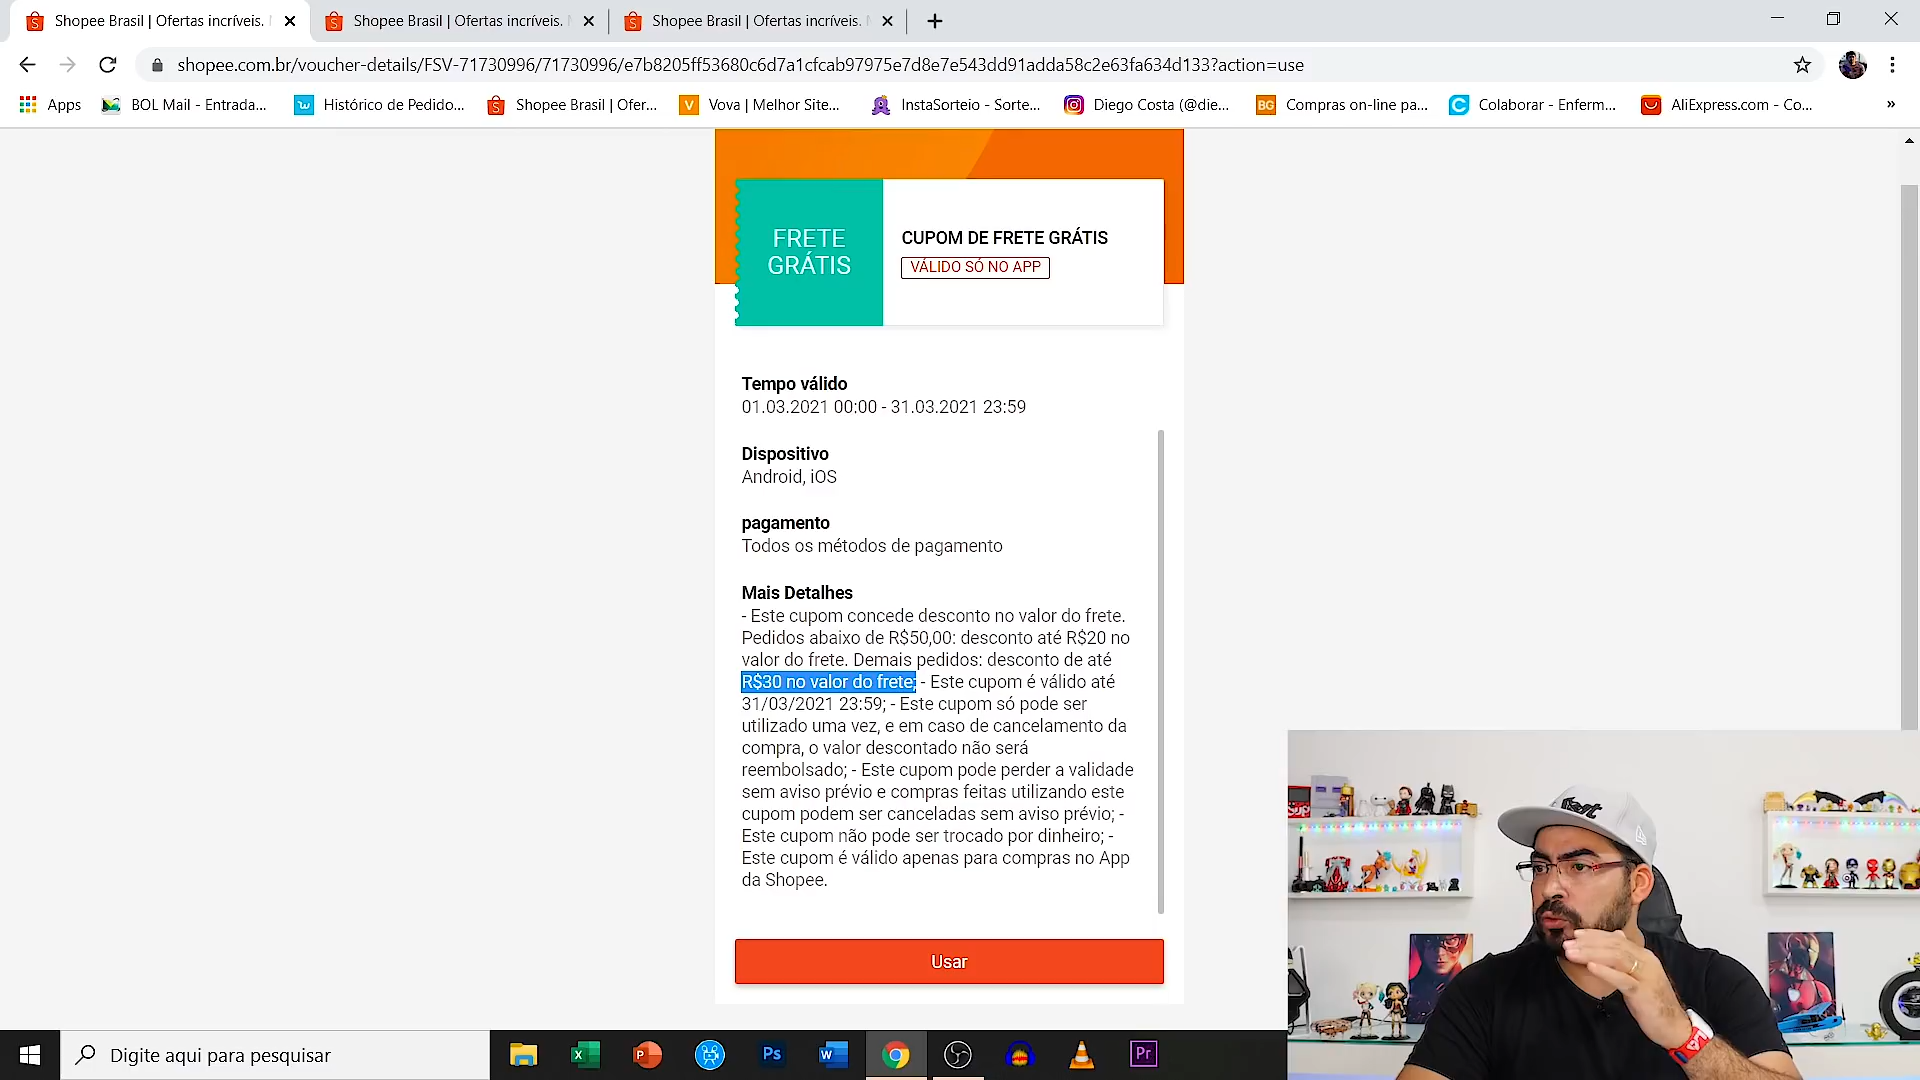 Shopee Brasil | Ofertas incríveis.
Shopee Brasil | Ofertas incríveis.
Shopee Brasil | Ofertas incríveis.
shopee.com.br/voucher-details/FSV-71730996/71730996/e7b8205ff53680c6d7a1cfcab97975e7d8e7e543dd91adda58c2e63fa634d133?action=use
Apps
BOL Mail - Entrada...
Histórico de Pedido...
Shopee Brasil | Ofer...
Vova | Melhor Site...
InstaSorteio - Sorte...
Diego Costa (@die...
BG
Compras on-line pa...
Colaborar - Enferm...
AliExpress.com - Co...
»
FRETE
GRÁTIS
CUPOM DE FRETE GRÁTIS
VÁLIDO SÓ NO APP
Tempo válido
01.03.2021 00:00 - 31.03.2021 23:59
Dispositivo
Android, iOS
pagamento
Todos os métodos de pagamento
Mais Detalhes
- Este cupom concede desconto no valor do frete.
Pedidos abaixo de R$50,00: desconto até R$20 no
valor do frete. Demais pedidos: desconto de até
R$30 no valor do frete; - Este cupom é válido até
31/03/2021 23:59; - Este cupom só pode ser
utilizado uma vez, e em caso de cancelamento da
compra, o valor descontado não será
reembolsado; - Este cupom pode perder a validade
sem aviso prévio e compras feitas utilizando este
cupom podem ser canceladas sem aviso prévio; -
Este cupom não pode ser trocado por dinheiro; -
Este cupom é válido apenas para compras no App
da Shopee.
Usar
Digite aqui para pesquisar
Ps
Pr